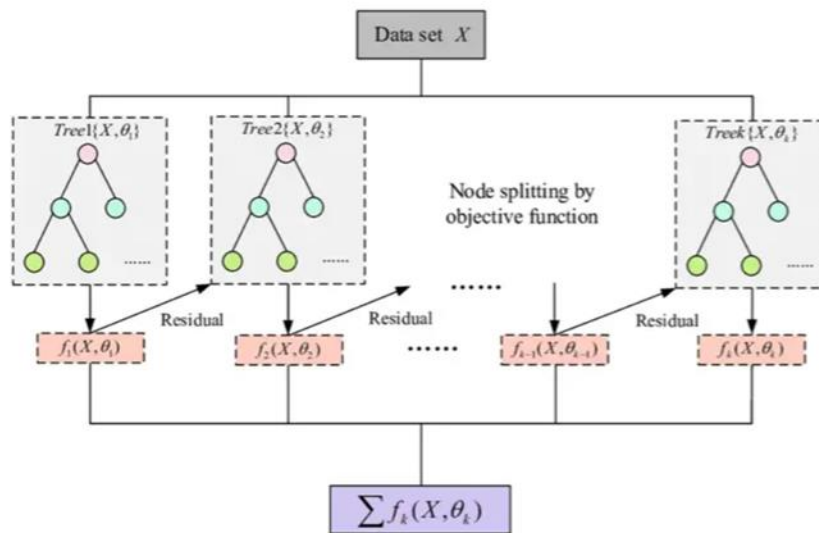 Data set X
Tree1{X,θ₁}
Tree2{X,θ₂}
Treek{X,θₖ}
Node splitting by
objective function
......
......
......
......
Residual
Residual
Residual
f₁(X,θ₁)
f₂(X,θ₂)
......
fₖ₋₁(X,θₖ₋₁)
fₖ(X,θₖ)
∑fₖ(X,θₖ)